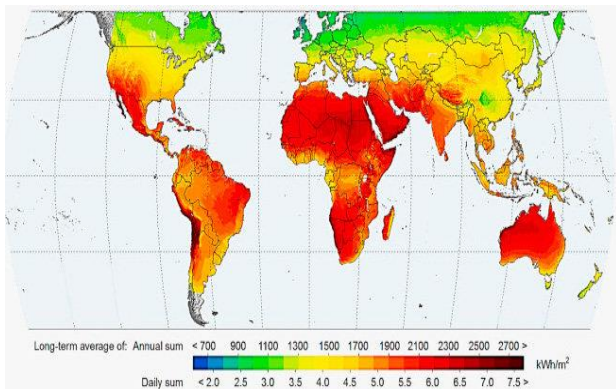 Long-term average of: Annual sum < 700 900 1100 1300 1500 1700 1900 2100 2300 2500 2700 >
kWh/m²
Daily sum < 2.0 2.5 3.0 3.5 4.0 4.5 5.0 5.5 6.0 6.5 7.0 7.5 >